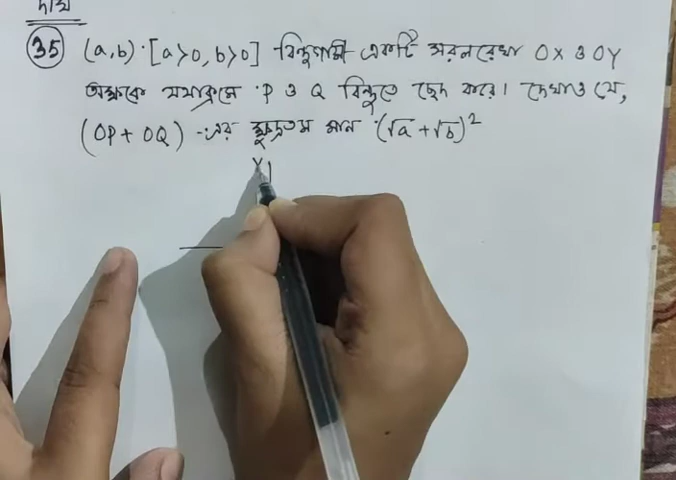 দাগ
35 (a,b) · [a>0, b>0] বিন্দুগামী একটি সরলরেখা OX ও OY
অক্ষকে যথাক্রমে P ও Q বিন্দুতে ছেদ করে। দেখাও যে,
(OP + OQ) -এর ক্ষুদ্রতম মান (√a + √b)²
Y